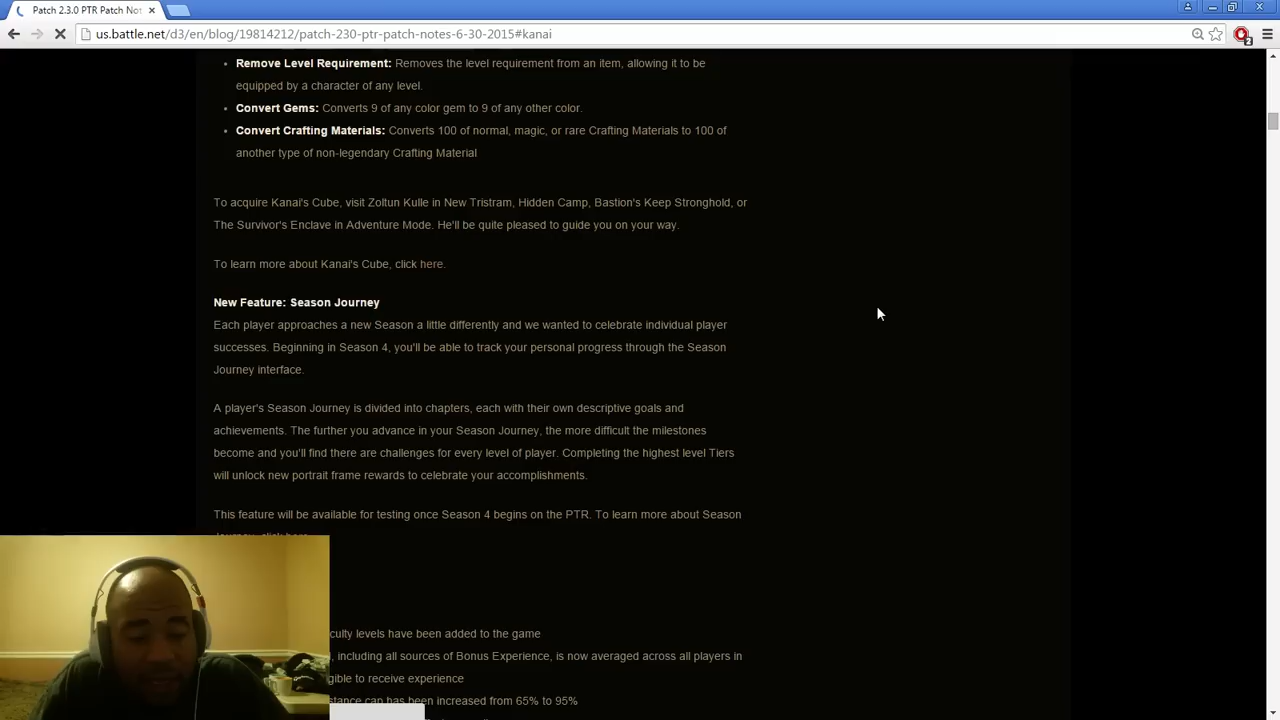 Patch 2.3.0 PTR Patch Not
us.battle.net/d3/en/blog/19814212/patch-230-ptr-patch-notes-6-30-2015#kanai
2
Remove Level Requirement: Removes the level requirement from an item, allowing it to be
equipped by a character of any level.
Convert Gems: Converts 9 of any color gem to 9 of any other color.
Convert Crafting Materials: Converts 100 of normal, magic, or rare Crafting Materials to 100 of
another type of non-legendary Crafting Material
To acquire Kanai's Cube, visit Zoltun Kulle in New Tristram, Hidden Camp, Bastion's Keep Stronghold, or
The Survivor's Enclave in Adventure Mode. He'll be quite pleased to guide you on your way.
To learn more about Kanai's Cube, click here.
New Feature: Season Journey
Each player approaches a new Season a little differently and we wanted to celebrate individual player
successes. Beginning in Season 4, you'll be able to track your personal progress through the Season
Journey interface.
A player's Season Journey is divided into chapters, each with their own descriptive goals and
achievements. The further you advance in your Season Journey, the more difficult the milestones
become and you'll find there are challenges for every level of player. Completing the highest level Tiers
will unlock new portrait frame rewards to celebrate your accomplishments.
This feature will be available for testing once Season 4 begins on the PTR. To learn more about Season
culty levels have been added to the game
, including all sources of Bonus Experience, is now averaged across all players in
gible to receive experience
stance cap has been increased from 65% to 95%